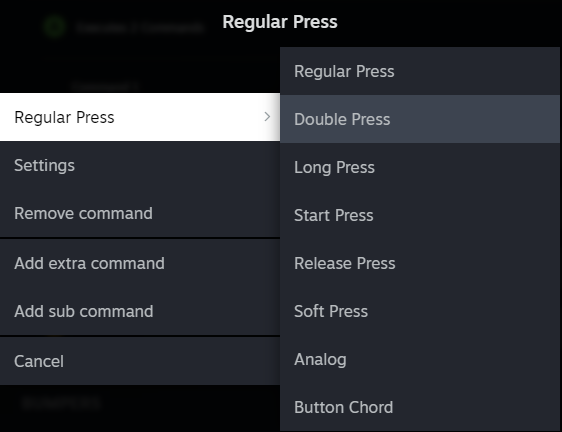 Regular Press
Regular Press
Settings
Remove command
Add extra command
Add sub command
Cancel
Regular Press
Double Press
Long Press
Start Press
Release Press
Soft Press
Analog
Button Chord
BUMPERS